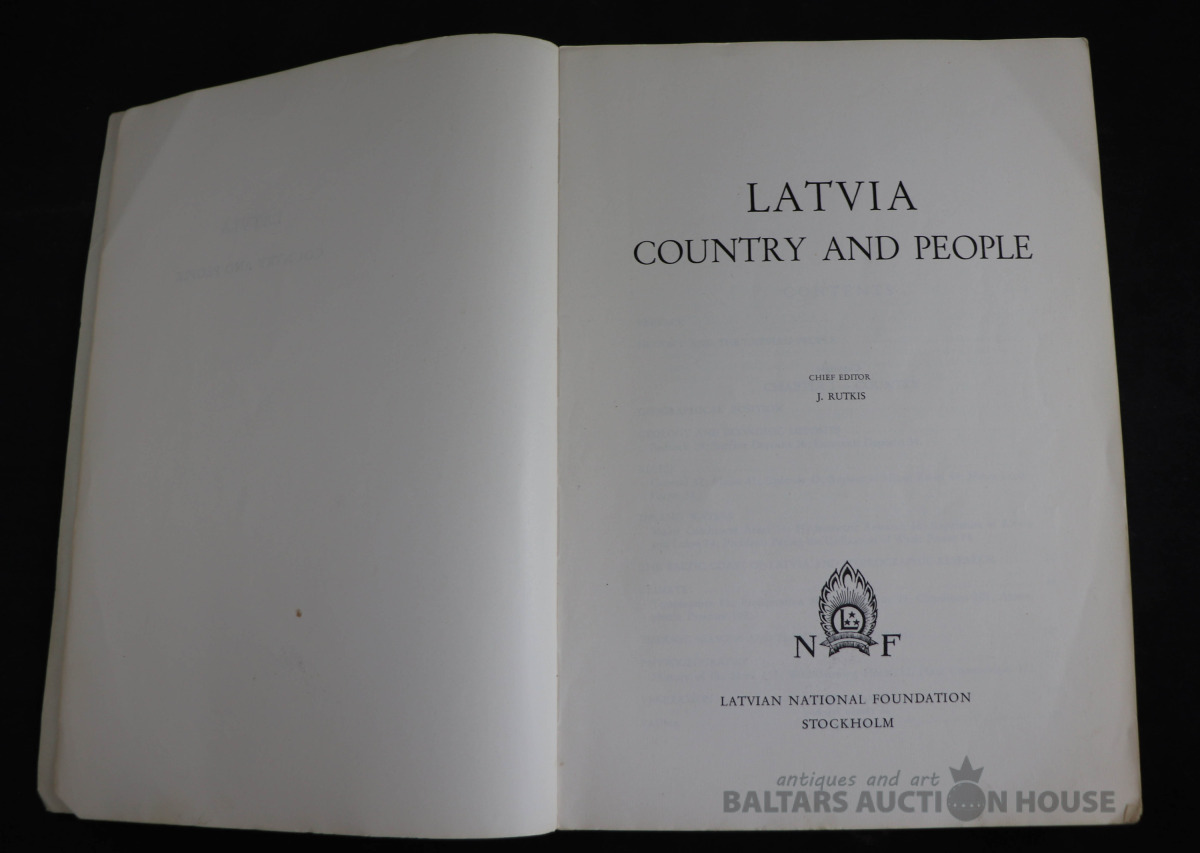 LATVIA
COUNTRY AND PEOPLE
CHIEF EDITOR
J. RUTKIS
L
N F
LATVIAN NATIONAL FOUNDATION
STOCKHOLM
antiques and art
BALTARS AUCTION HOUSE